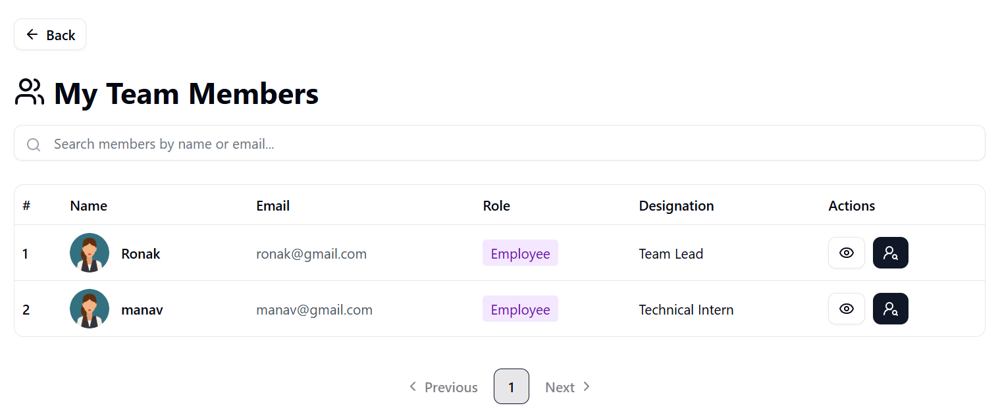 Back
My Team Members
Search members by name or email...
# Name Email Role Designation Actions
1 Ronak ronak@gmail.com Employee Team Lead
2 manav manav@gmail.com Employee Technical Intern
Previous 1 Next